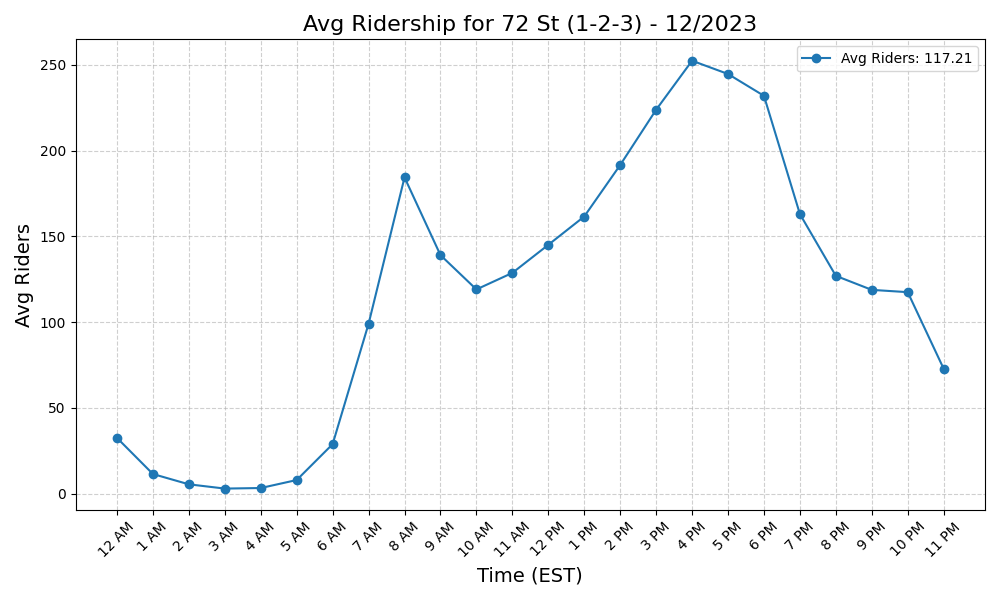 Avg Ridership for 72 St (1-2-3) - 12/2023
Avg Riders: 117.21
Avg Riders
250
200
150
100
50
0
12 AM
1 AM
2 AM
3 AM
4 AM
5 AM
6 AM
7 AM
8 AM
9 AM
10 AM
11 AM
12 PM
1 PM
2 PM
3 PM
4 PM
5 PM
6 PM
7 PM
8 PM
9 PM
10 PM
11 PM
Time (EST)